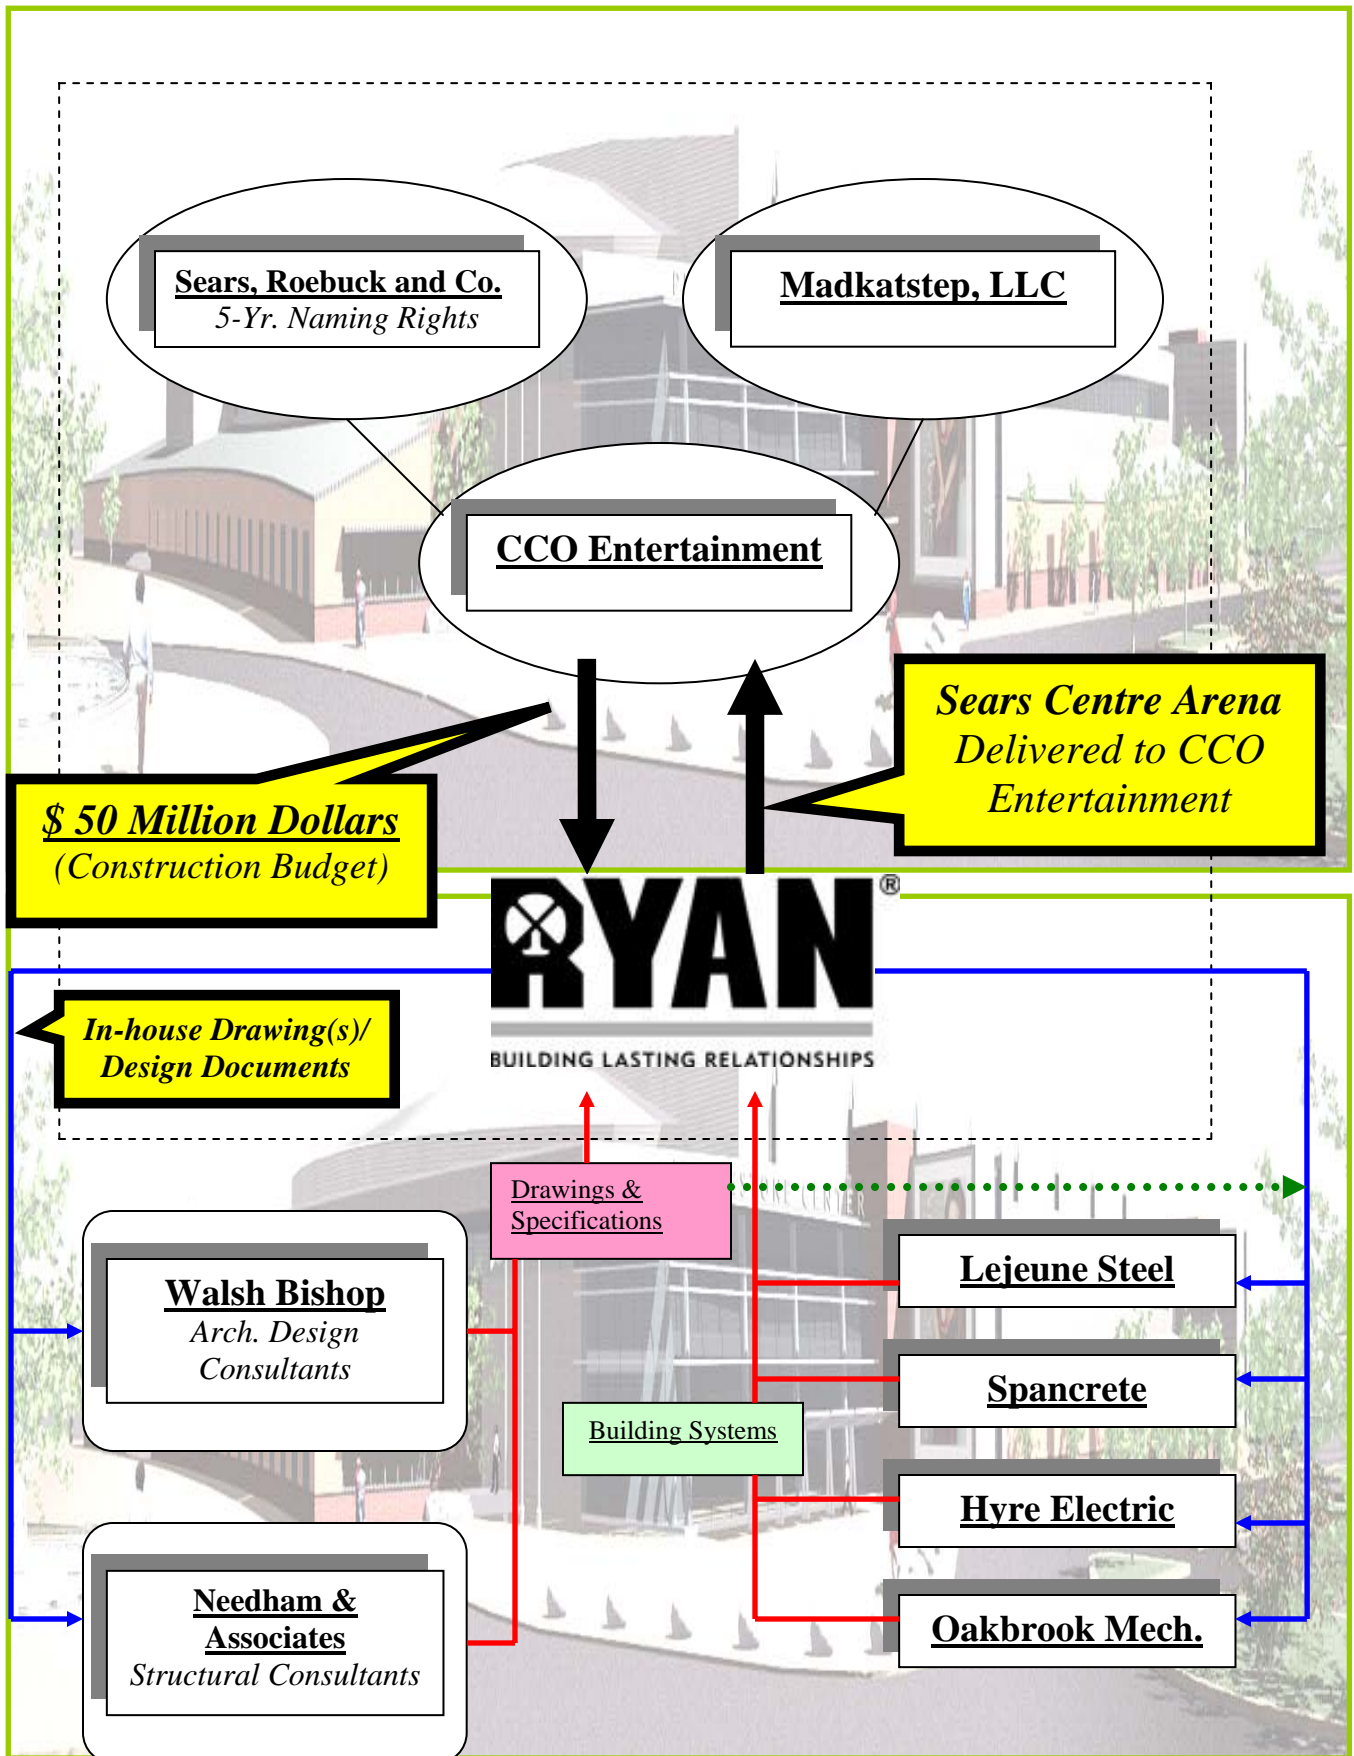 Sears, Roebuck and Co.
5-Yr. Naming Rights
Madkatstep, LLC
CCO Entertainment
Sears Centre Arena
Delivered to CCO
Entertainment
$ 50 Million Dollars
(Construction Budget)
RYAN®
BUILDING LASTING RELATIONSHIPS
In-house Drawing(s)/
Design Documents
Drawings &
Specifications
Walsh Bishop
Arch. Design
Consultants
Lejeune Steel
Spancrete
Building Systems
Hyre Electric
Needham &
Associates
Structural Consultants
Oakbrook Mech.